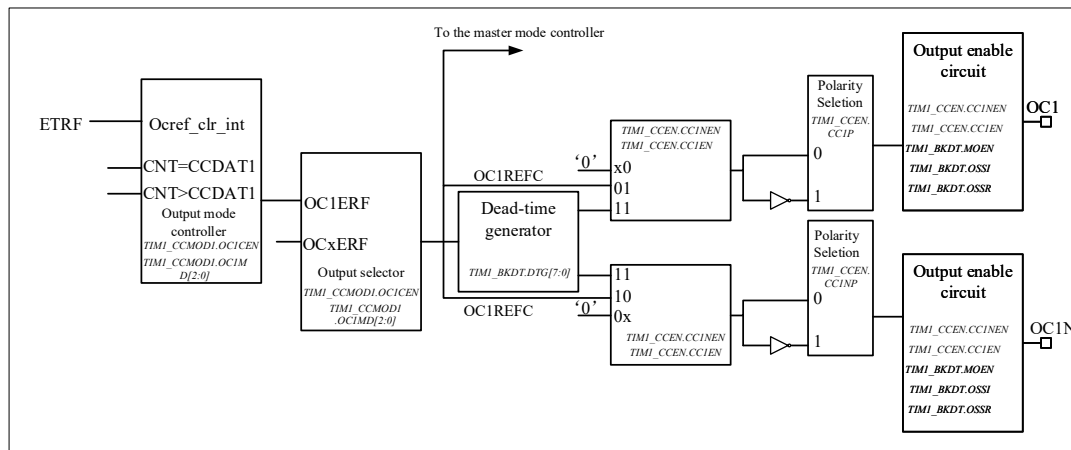 To the master mode controller
ETRF
Ocref_clr_int
CNT=CCDAT1
CNT>CCDAT1
Output mode
controller
TIM1_CCMOD1.OC1CEN
TIM1_CCMOD1.OC1M
D[2:0]
OC1ERF
OCxERF
Output selector
TIM1_CCMOD1.OC1CEN
TIM1_CCMOD1
.OC1MD[2:0]
OC1REFC
Dead-time
generator
TIM1_BKDT.DTG[7:0]
OC1REFC
TIM1_CCEN.CC1NEN
TIM1_CCEN.CC1EN
‘0’
x0
01
11
11
10
‘0’
0x
TIM1_CCEN.CC1NEN
TIM1_CCEN.CC1EN
Polarity
Seletion
TIM1_CCEN.
CC1P
0
1
Polarity
Seletion
TIM1_CCEN.
CC1NP
0
1
Output enable
circuit
TIM1_CCEN.CC1NEN
TIM1_CCEN.CC1EN
TIM1_BKDT.MOEN
TIM1_BKDT.OSSI
TIM1_BKDT.OSSR
OC1
Output enable
circuit
TIM1_CCEN.CC1NEN
TIM1_CCEN.CC1EN
TIM1_BKDT.MOEN
TIM1_BKDT.OSSI
TIM1_BKDT.OSSR
OC1N